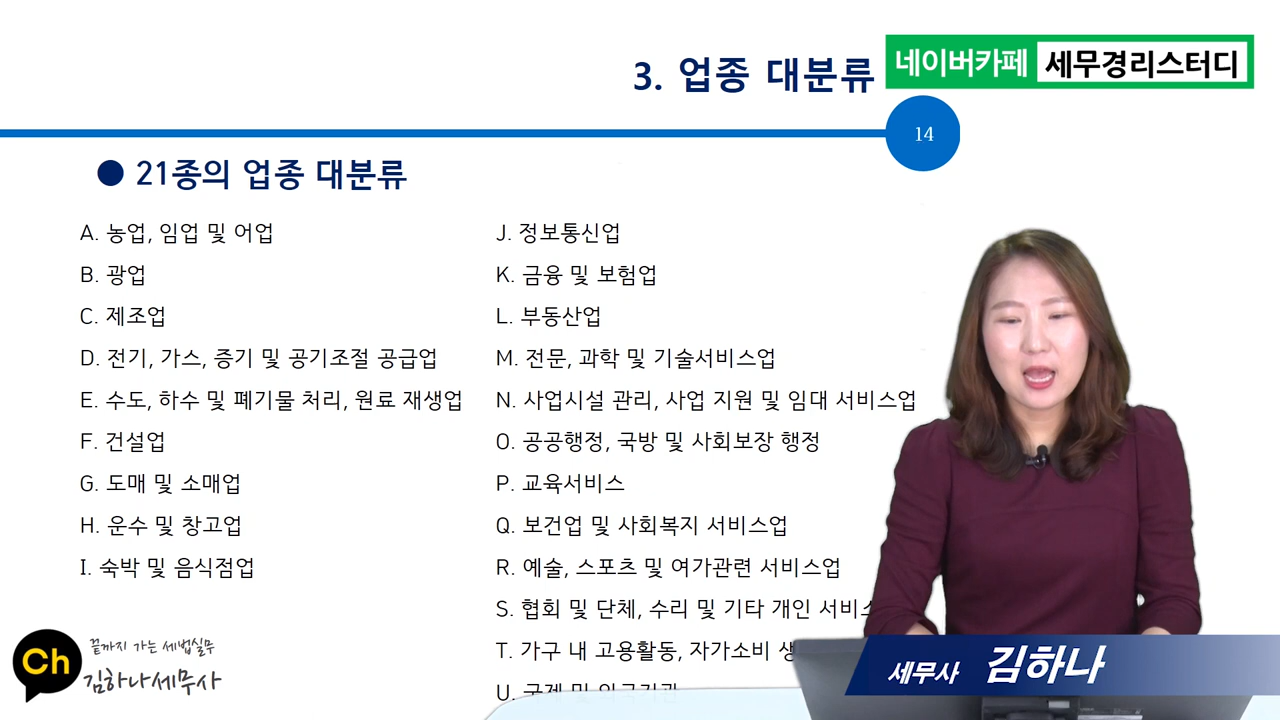 3. 업종 대분류
네이버카페 세무경리스터디
14
● 21종의 업종 대분류
A. 농업, 임업 및 어업
B. 광업
C. 제조업
D. 전기, 가스, 증기 및 공기조절 공급업
E. 수도, 하수 및 폐기물 처리, 원료 재생업
F. 건설업
G. 도매 및 소매업
H. 운수 및 창고업
I. 숙박 및 음식점업
J. 정보통신업
K. 금융 및 보험업
L. 부동산업
M. 전문, 과학 및 기술서비스업
N. 사업시설 관리, 사업 지원 및 임대 서비스업
O. 공공행정, 국방 및 사회보장 행정
P. 교육서비스
Q. 보건업 및 사회복지 서비스업
R. 예술, 스포츠 및 여가관련 서비스업
S. 협회 및 단체, 수리 및 기타 개인
T. 가구 내 고용활동, 자가소비
U. 국제 및 외국기관
Ch
끝까지 가는 세법실무
김하나세무사
세무사 김하나